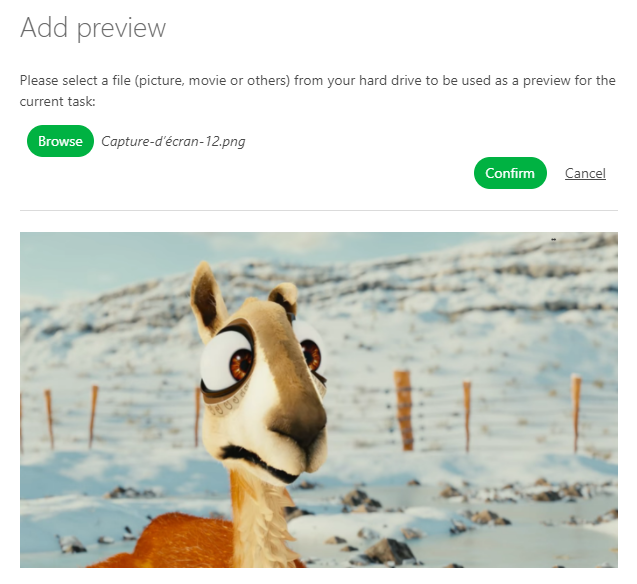 Add preview
Please select a file (picture, movie or others) from your hard drive to be used as a preview for the
current task:
Browse Capture-d'écran-12.png
Confirm Cancel